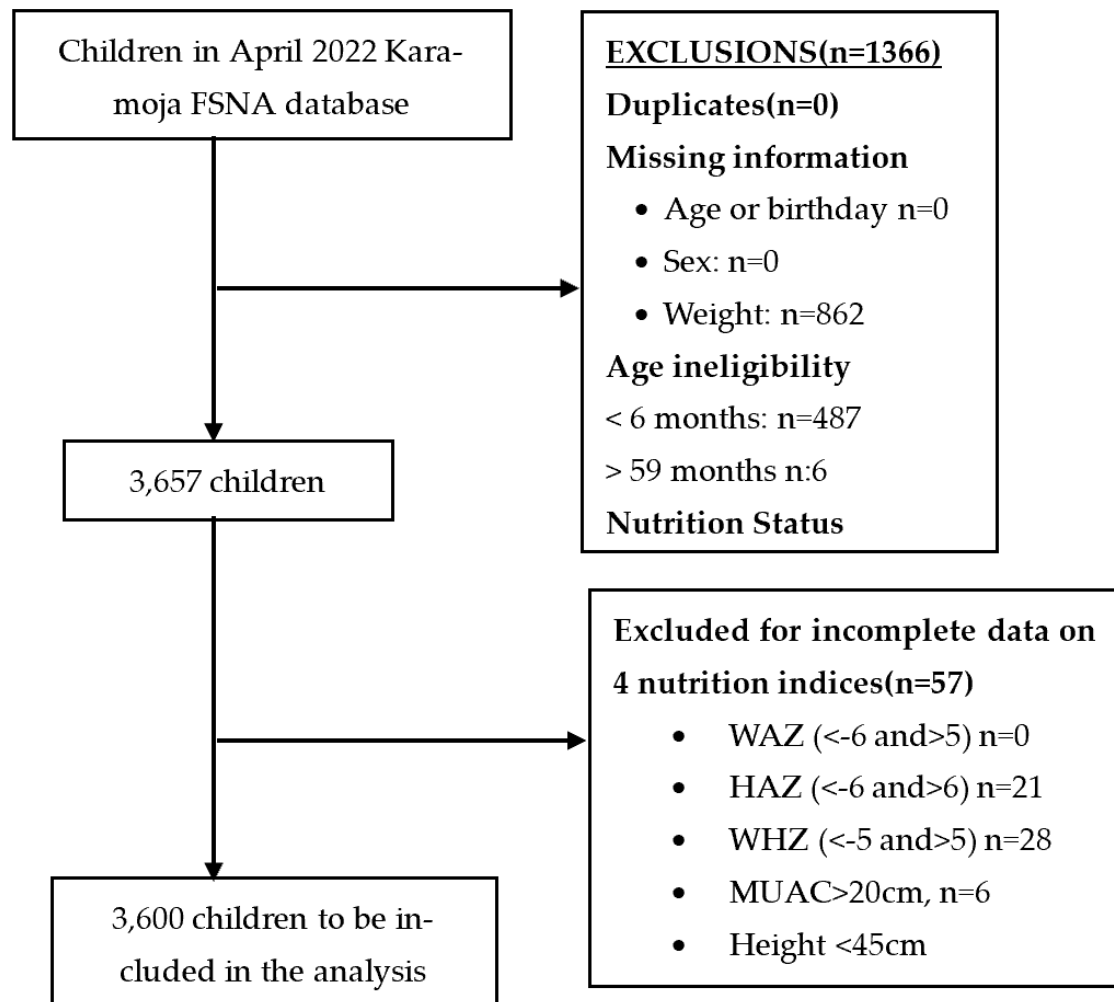 Children in April 2022 Kara-
moja FSNA database
EXCLUSIONS(n=1366)
Duplicates(n=0)
Missing information
• Age or birthday n=0
• Sex: n=0
• Weight: n=862
Age ineligibility
< 6 months: n=487
> 59 months n:6
Nutrition Status
3,657 children
Excluded for incomplete data on
4 nutrition indices(n=57)
• WAZ (<-6 and>5) n=0
• HAZ (<-6 and>6) n=21
• WHZ (<-5 and>5) n=28
• MUAC>20cm, n=6
• Height <45cm
3,600 children to be in-
cluded in the analysis